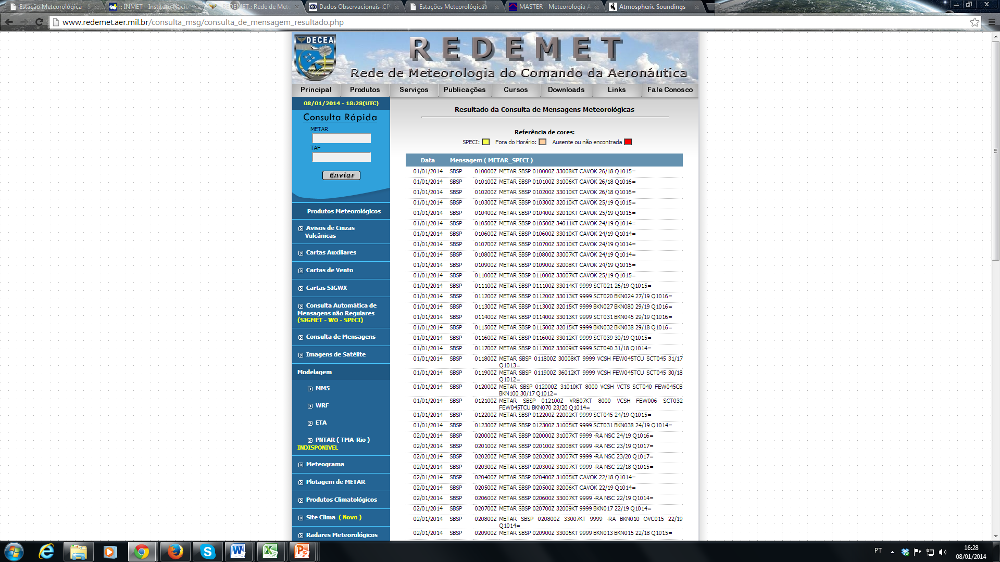 Estação Meteorológica - S
:: INMET - Instituto Nacio
REDEMET.: Rede de Mete
Dados Observacionais-CP
Estações Meteorológicas
MASTER - Meteorologia A
Atmospheric Soundings
www.redemet.aer.mil.br/consulta_msg/consulta_de_mensagem_resultado.php
DECEA
REDEMET
Rede de Meteorologia do Comando da Aeronáutica
Principal Produtos Serviços Publicações Cursos Downloads Links Fale Conosco
08/01/2014 - 18:28(UTC)
Consulta Rápida
METAR
TAF
Enviar
Produtos Meteorológicos
Avisos de Cinzas
Vulcânicas
Cartas Auxiliares
Cartas de Vento
Cartas SIGWX
Consulta Automática de
Mensagens não Regulares
(SIGMET - WO - SPECI)
Consulta de Mensagens
Imagens de Satélite
Modelagem
MM5
WRF
ETA
PNTAR ( TMA-Rio )
INDISPONIVEL
Meteograma
Plotagem de METAR
Produtos Climatológicos
Site Clima ( Novo )
Radares Meteorológicos
Resultado da Consulta de Mensagens Meteorológicas
Referência de cores:
SPECI: Fora do Horário: Ausente ou não encontrada
Data Mensagem ( METAR_SPECI )
01/01/2014 SBSP 010000Z METAR SBSP 010000Z 33008KT CAVOK 26/18 Q1015=
01/01/2014 SBSP 010100Z METAR SBSP 010100Z 31006KT CAVOK 26/18 Q1016=
01/01/2014 SBSP 010200Z METAR SBSP 010200Z 33010KT CAVOK 26/18 Q1016=
01/01/2014 SBSP 010300Z METAR SBSP 010300Z 32010KT CAVOK 25/19 Q1015=
01/01/2014 SBSP 010400Z METAR SBSP 010400Z 32010KT CAVOK 25/19 Q1015=
01/01/2014 SBSP 010500Z METAR SBSP 010500Z 34011KT CAVOK 24/19 Q1014=
01/01/2014 SBSP 010600Z METAR SBSP 010600Z 33010KT CAVOK 24/19 Q1014=
01/01/2014 SBSP 010700Z METAR SBSP 010700Z 32010KT CAVOK 24/19 Q1014=
01/01/2014 SBSP 010800Z METAR SBSP 010800Z 33007KT CAVOK 24/19 Q1014=
01/01/2014 SBSP 010900Z METAR SBSP 010900Z 32008KT CAVOK 24/19 Q1015=
01/01/2014 SBSP 011000Z METAR SBSP 011000Z 33007KT CAVOK 25/19 Q1015=
01/01/2014 SBSP 011100Z METAR SBSP 011100Z 33014KT 9999 SCT021 26/19 Q1015=
01/01/2014 SBSP 011200Z METAR SBSP 011200Z 33013KT 9999 SCT020 BKN024 27/19 Q1016=
01/01/2014 SBSP 011300Z METAR SBSP 011300Z 32015KT 9999 BKN027 BKN080 29/19 Q1016=
01/01/2014 SBSP 011400Z METAR SBSP 011400Z 33013KT 9999 SCT031 BKN045 29/19 Q1016=
01/01/2014 SBSP 011500Z METAR SBSP 011500Z 32015KT 9999 BKN032 BKN038 29/18 Q1016=
01/01/2014 SBSP 011600Z METAR SBSP 011600Z 33012KT 9999 SCT039 30/19 Q1015=
01/01/2014 SBSP 011700Z METAR SBSP 011700Z 33009KT 9999 SCT040 31/18 Q1014=
01/01/2014 SBSP 011800Z METAR SBSP 011800Z 30008KT 9999 VCSH FEW045TCU SCT045 31/17
Q1013=
01/01/2014 SBSP 011900Z METAR SBSP 011900Z 36012KT 9999 VCSH FEW045TCU SCT045 30/18
Q1012=
01/01/2014 SBSP 012000Z METAR SBSP 012000Z 31010KT 8000 VCSH VCTS SCT040 FEW045CB
BKN100 30/17 Q1012=
01/01/2014 SBSP 012100Z METAR SBSP 012100Z VRB07KT 8000 VCSH FEW006 SCT032
FEW045TCU BKN070 23/20 Q1014=
01/01/2014 SBSP 012200Z METAR SBSP 012200Z 22002KT 9999 SCT045 24/19 Q1015=
01/01/2014 SBSP 012300Z METAR SBSP 012300Z 31005KT 9999 SCT031 BKN038 24/19 Q1014=
02/01/2014 SBSP 020000Z METAR SBSP 020000Z 31007KT 9999 -RA NSC 24/19 Q1016=
02/01/2014 SBSP 020100Z METAR SBSP 020100Z 32008KT 9999 -RA NSC 23/19 Q1017=
02/01/2014 SBSP 020200Z METAR SBSP 020200Z 33007KT 9999 -RA NSC 23/20 Q1017=
02/01/2014 SBSP 020300Z METAR SBSP 020300Z 31007KT 9999 -RA NSC 22/18 Q1015=
02/01/2014 SBSP 020400Z METAR SBSP 020400Z 31005KT CAVOK 22/18 Q1014=
02/01/2014 SBSP 020500Z METAR SBSP 020500Z 32006KT CAVOK 22/19 Q1014=
02/01/2014 SBSP 020600Z METAR SBSP 020600Z 33007KT 9999 -RA NSC 22/19 Q1014=
02/01/2014 SBSP 020700Z METAR SBSP 020700Z 32009KT 9999 BKN017 22/19 Q1014=
02/01/2014 SBSP 020800Z METAR SBSP 020800Z 33007KT 9999 -RA BKN010 OVC015 22/19
Q1014=
02/01/2014 SBSP 020900Z METAR SBSP 020900Z 33006KT 9999 BKN013 BKN015 22/18 Q1015=
PT
16:28
08/01/2014